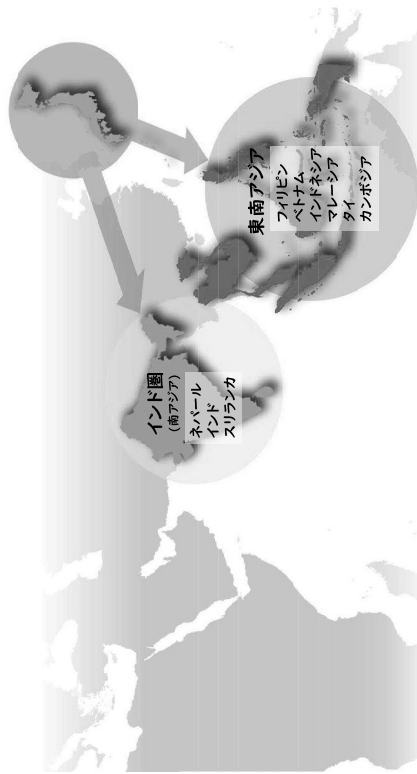 インド圏
(南アジア)
ネパール
インド
スリランカ
東南アジア
フィリピン
ベトナム
インドネシア
マレーシア
タイ
カンボジア